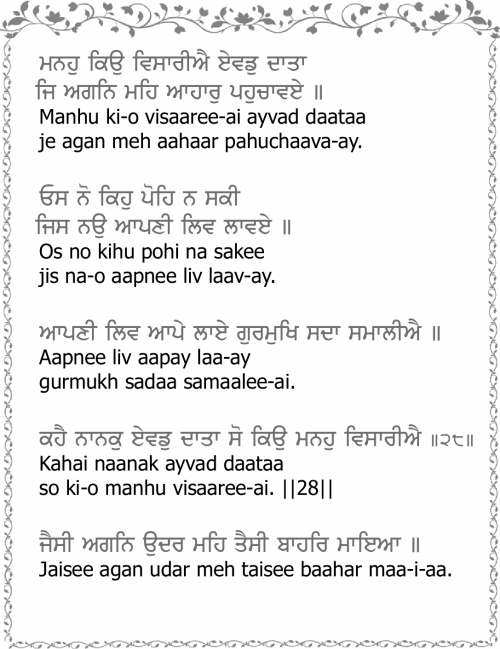 ਮਨਹੁ ਕਿਉ ਵਿਸਾਰੀਐ ਏਵਡੁ ਦਾਤਾ
ਜਿ ਅਗਨਿ ਮਹਿ ਆਹਾਰੁ ਪਹੁਚਾਵਏ ॥
Manhu ki-o visaaree-ai ayvad daataa
je agan meh aahaar pahuchaava-ay.
ਓਸ ਨੋ ਕਿਹੁ ਪੋਹਿ ਨ ਸਕੀ
ਜਿਸ ਨਉ ਆਪਣੀ ਲਿਵ ਲਾਵਏ ॥
Os no kihu pohi na sakee
jis na-o aapnee liv laav-ay.
ਆਪਣੀ ਲਿਵ ਆਪੇ ਲਾਏ ਗੁਰਮੁਖਿ ਸਦਾ ਸਮਾਲੀਐ ॥
Aapnee liv aapay laa-ay
gurmukh sadaa samaalee-ai.
ਕਹੈ ਨਾਨਕੁ ਏਵਡੁ ਦਾਤਾ ਸੋ ਕਿਉ ਮਨਹੁ ਵਿਸਾਰੀਐ ॥੨੮॥
Kahai naanak ayvad daataa
so ki-o manhu visaaree-ai. ||28||
ਜੈਸੀ ਅਗਨਿ ਉਦਰ ਮਹਿ ਤੈਸੀ ਬਾਹਰਿ ਮਾਇਆ ॥
Jaisee agan udar meh taisee baahar maa-i-aa.